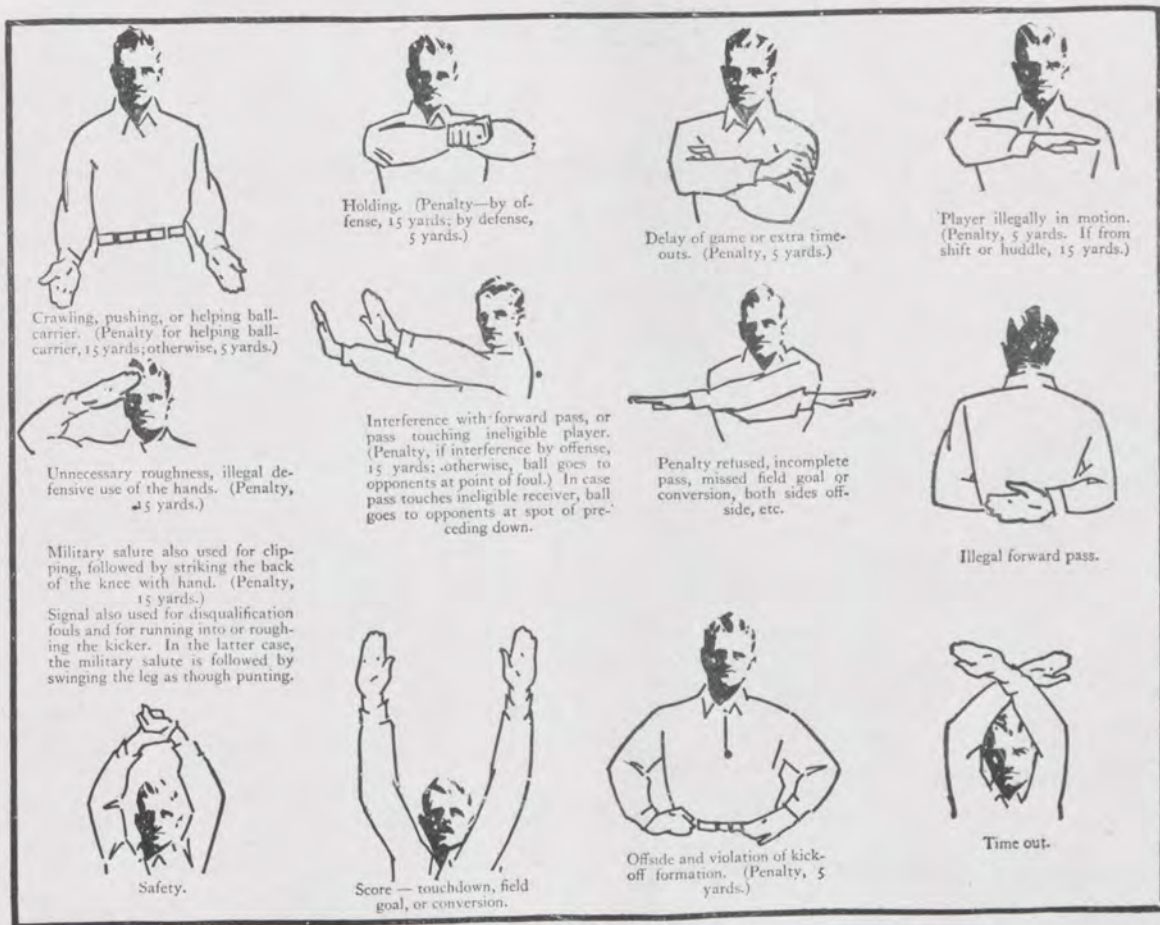 Crawling, pushing, or helping ball-
carrier. (Penalty for helping ball-
carrier, 15 yards; otherwise, 5 yards.)
Holding. (Penalty—by of-
fense, 15 yards; by defense,
5 yards.)
Delay of game or extra time-
outs. (Penalty, 5 yards.)
Player illegally in motion.
(Penalty, 5 yards. If from
shift or huddle, 15 yards.)
Unnecessary roughness, illegal de-
fensive use of the hands. (Penalty,
15 yards.)
Military salute also used for clip-
ping, followed by striking the back
of the knee with hand. (Penalty,
15 yards.)
Signal also used for disqualification
fouls and for running into or rough-
ing the kicker. In the latter case,
the military salute is followed by
swinging the leg as though punting.
Interference with forward pass, or
pass touching ineligible player.
(Penalty, if interference by offense,
15 yards; otherwise, ball goes to
opponents at point of foul.) In case
pass touches ineligible receiver, ball
goes to opponents at spot of pre-
ceding down.
Penalty refused, incomplete
pass, missed field goal or
conversion, both sides off-
side, etc.
Illegal forward pass.
Safety.
Score — touchdown, field
goal, or conversion.
Offside and violation of kick-
off formation. (Penalty, 5
yards.)
Time out.